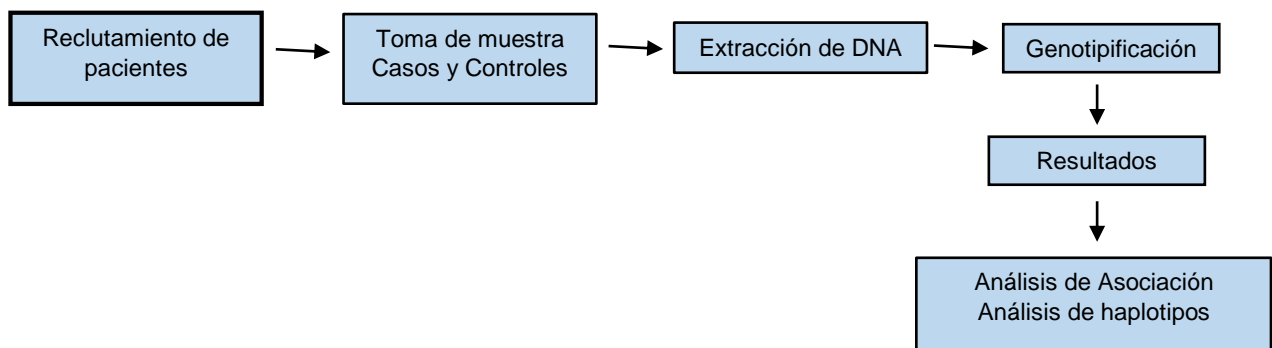 Reclutamiento de
pacientes
Toma de muestra
Casos y Controles
Extracción de DNA
Genotipificación
Resultados
Análisis de Asociación
Análisis de haplotipos